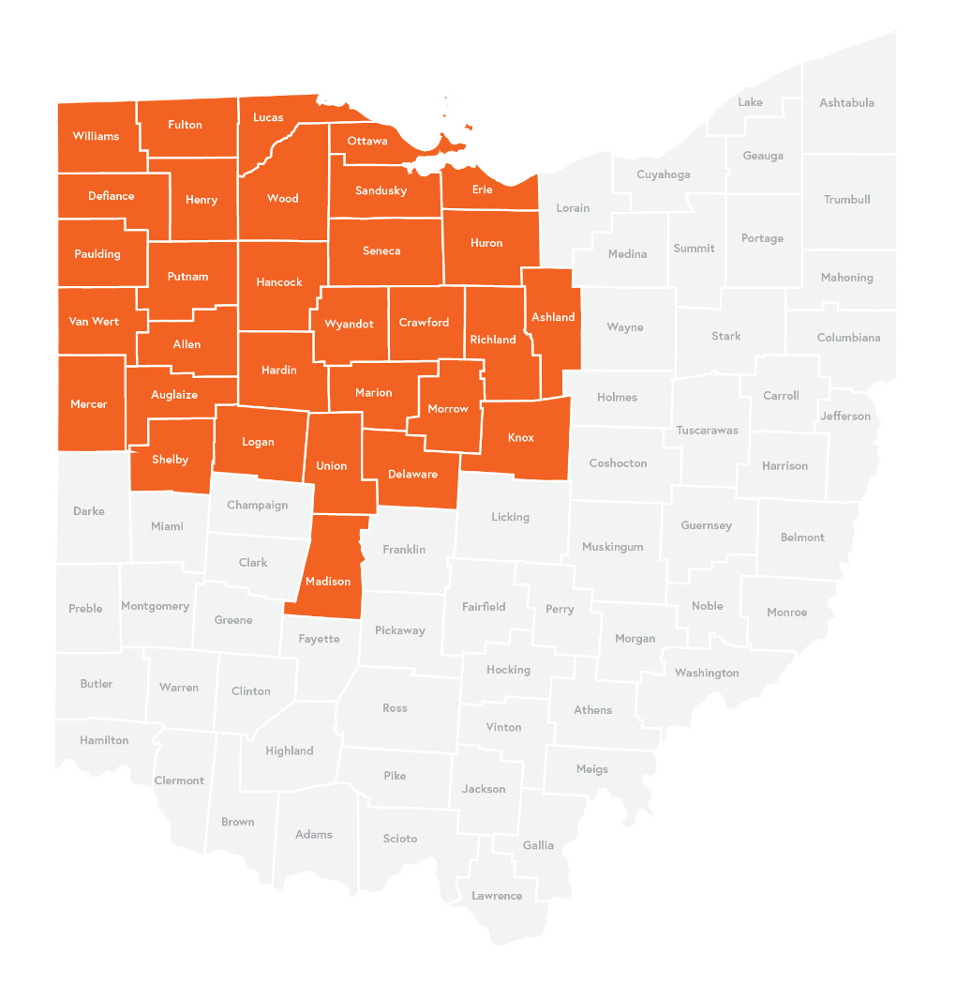 Lake
Ashtabula
Lucas
Fulton
Williams
Ottawa
Geauga
Cuyahoga
Defiance
Henry
Wood
Sandusky
Erie
Lorain
Trumbull
Paulding
Seneca
Huron
Medina
Summit
Portage
Putnam
Hancock
Mahoning
Van Wert
Wyandot
Crawford
Ashland
Wayne
Allen
Richland
Stark
Columbiana
Hardin
Auglaize
Marion
Holmes
Carroll
Mercer
Morrow
Jefferson
Logan
Knox
Tuscarawas
Shelby
Union
Delaware
Coshocton
Harrison
Darke
Champaign
Licking
Miami
Guernsey
Belmont
Clark
Franklin
Muskingum
Madison
Preble
Montgomery
Greene
Fairfield
Perry
Noble
Monroe
Fayette
Pickaway
Morgan
Butler
Warren
Clinton
Hocking
Washington
Ross
Athens
Hamilton
Vinton
Highland
Clermont
Pike
Jackson
Meigs
Brown
Adams
Scioto
Gallia
Lawrence